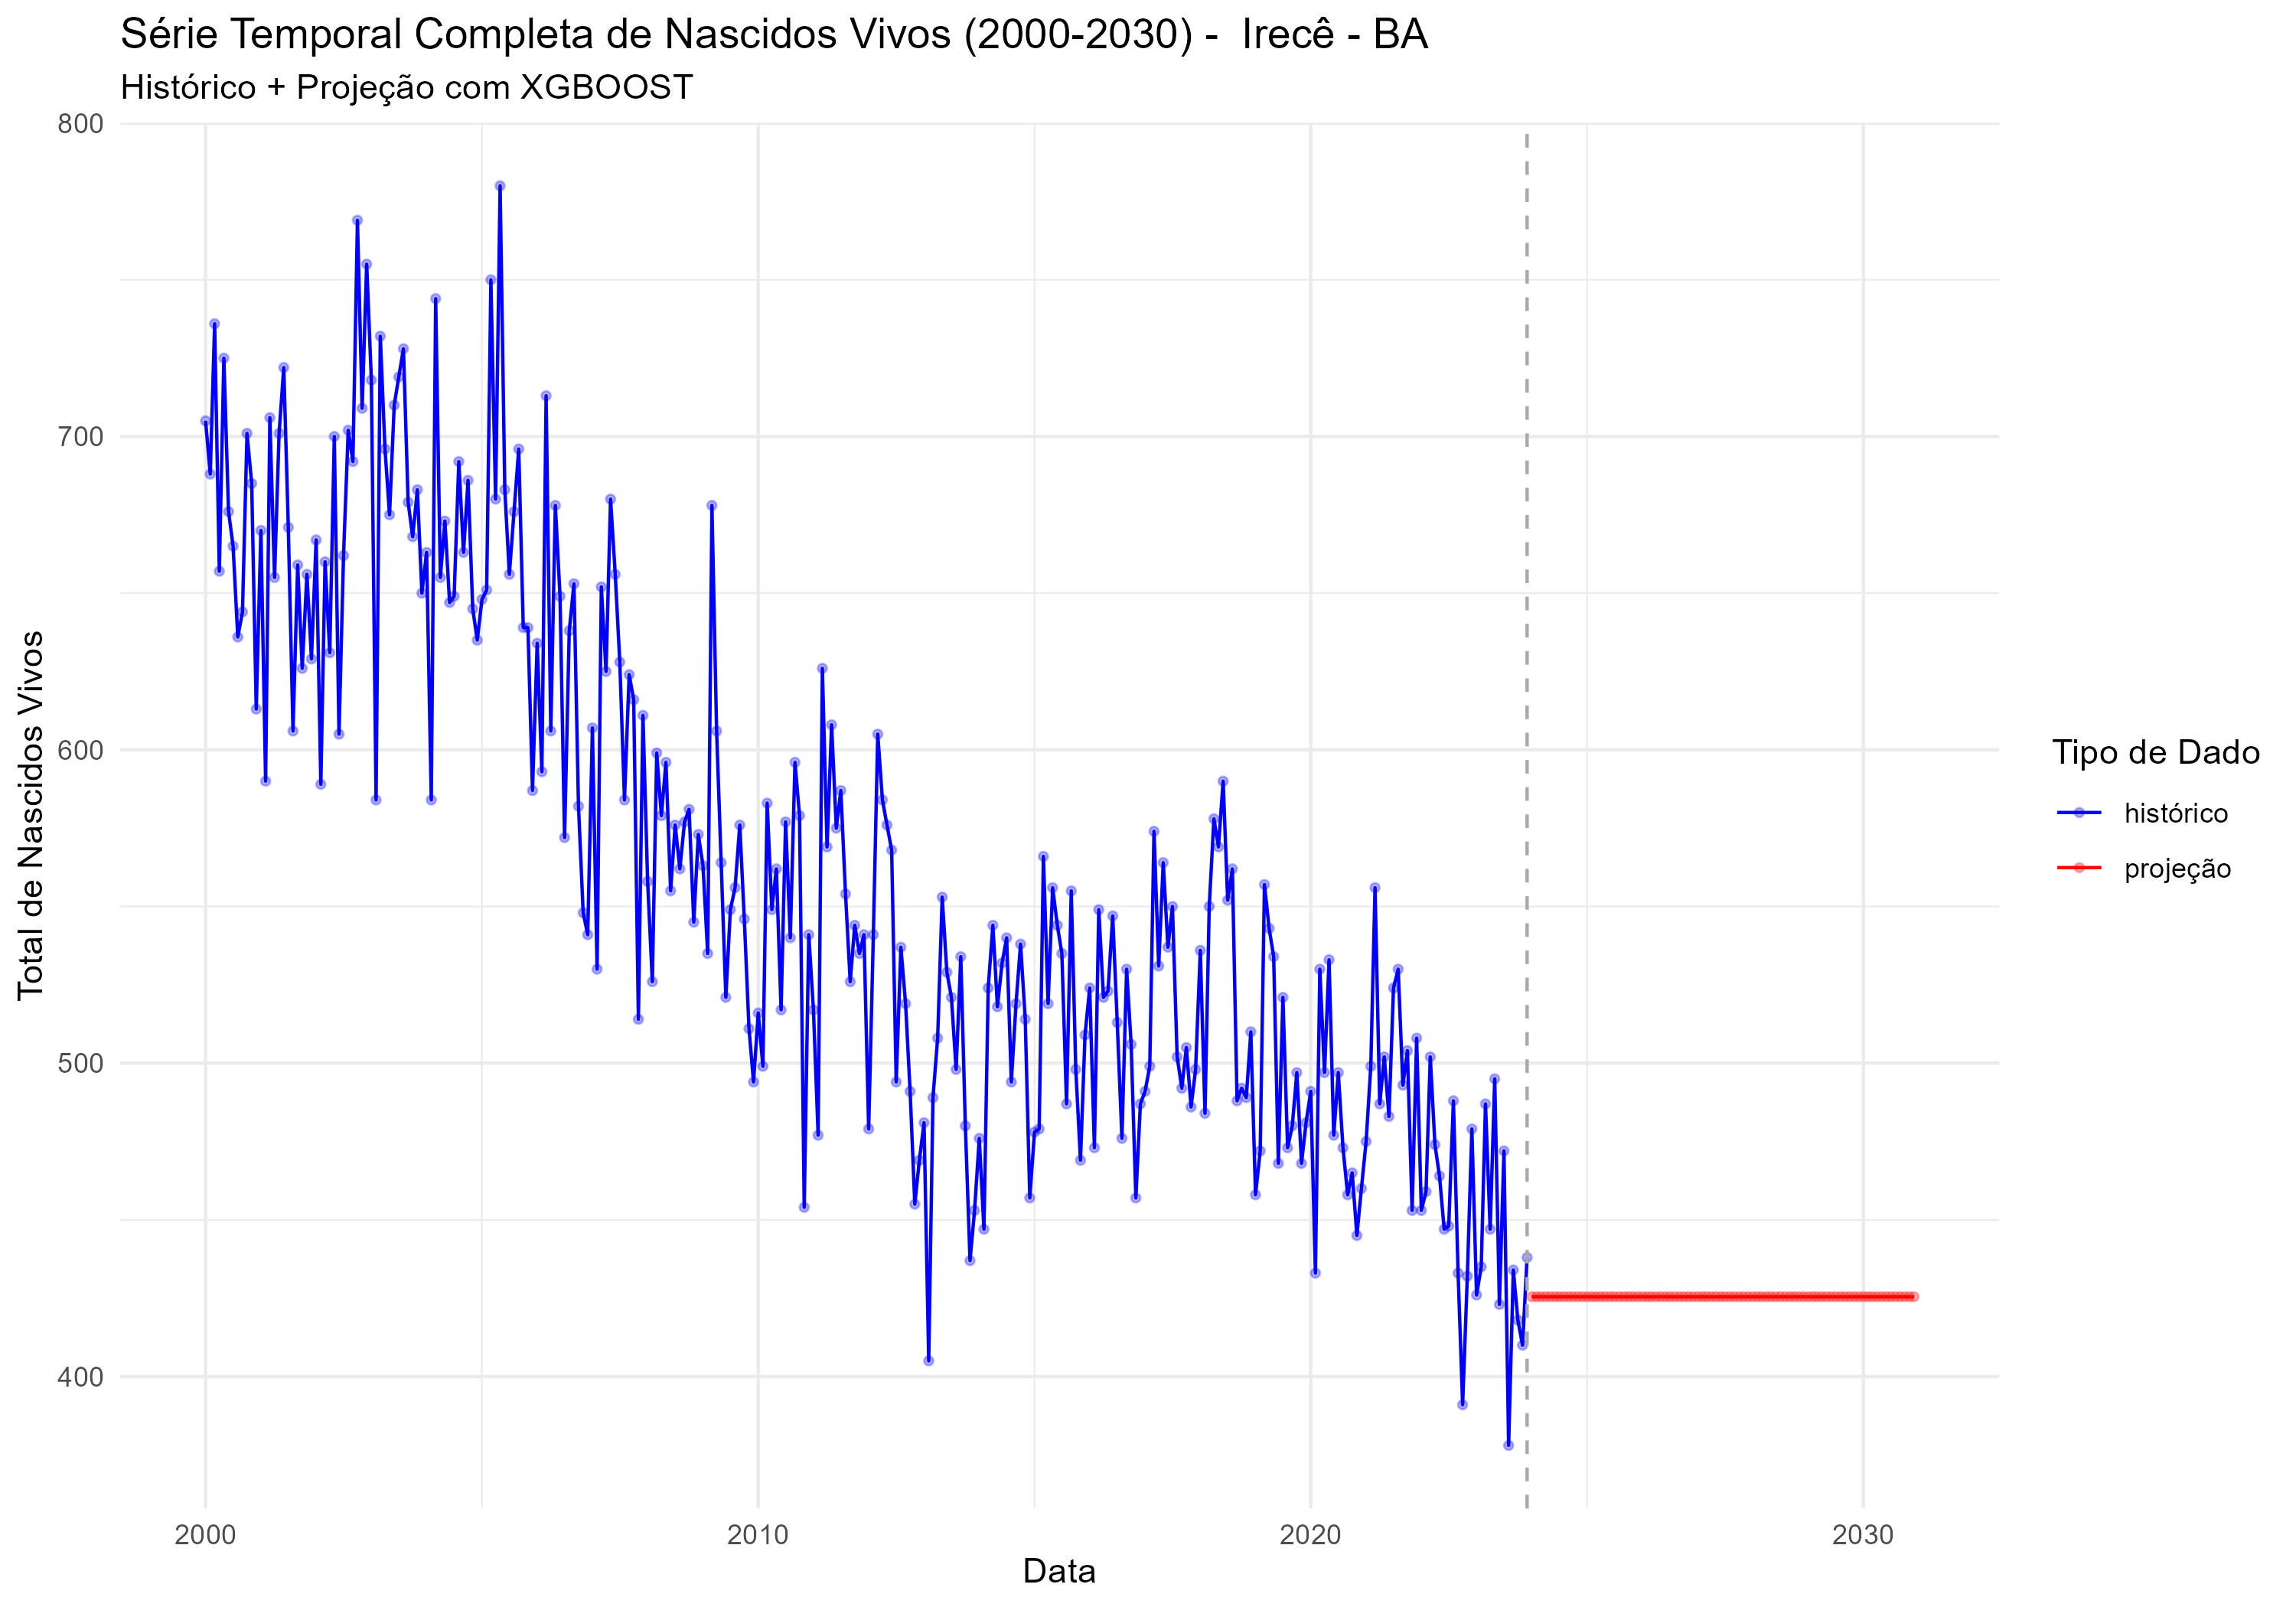 Série Temporal Completa de Nascidos Vivos (2000-2030) -  Irecê - BA
Histórico + Projeção com XGBOOST
800
700
600
500
400
Total de Nascidos Vivos
2000
2010
2020
2030
Data
Tipo de Dado
histórico
projeção